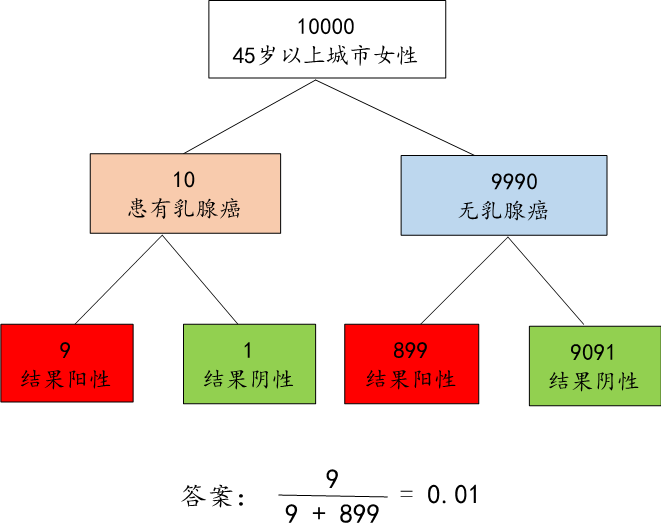 10000
45岁以上城市女性
10
患有乳腺癌
9990
无乳腺癌
9
结果阳性
1
结果阴性
899
结果阳性
9091
结果阴性
答案：
9
9 + 899
= 0.01